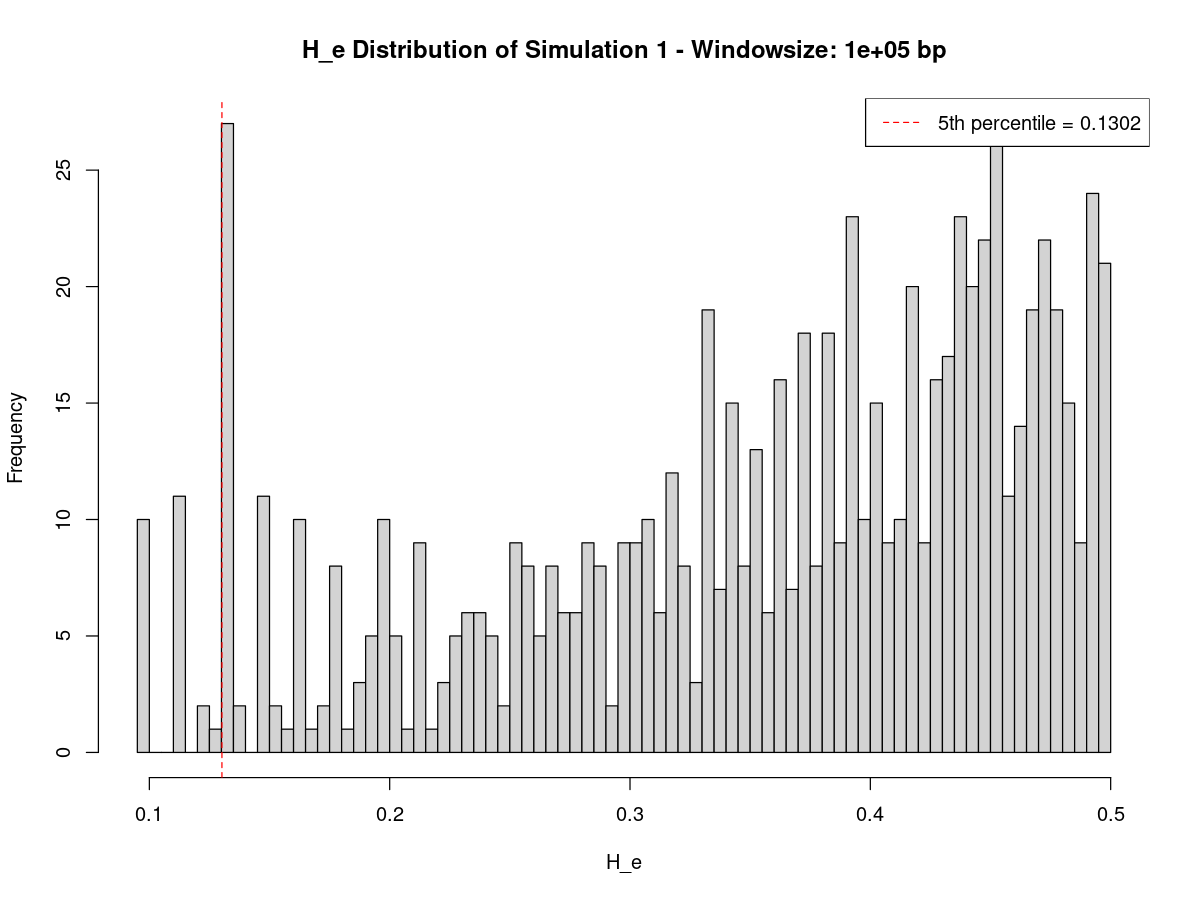 H_e Distribution of Simulation 1 - Windowsize: 1e+05 bp
5th percentile = 0.1302
Frequency
25
20
15
10
5
0
0.1 0.2 0.3 0.4 0.5
H_e